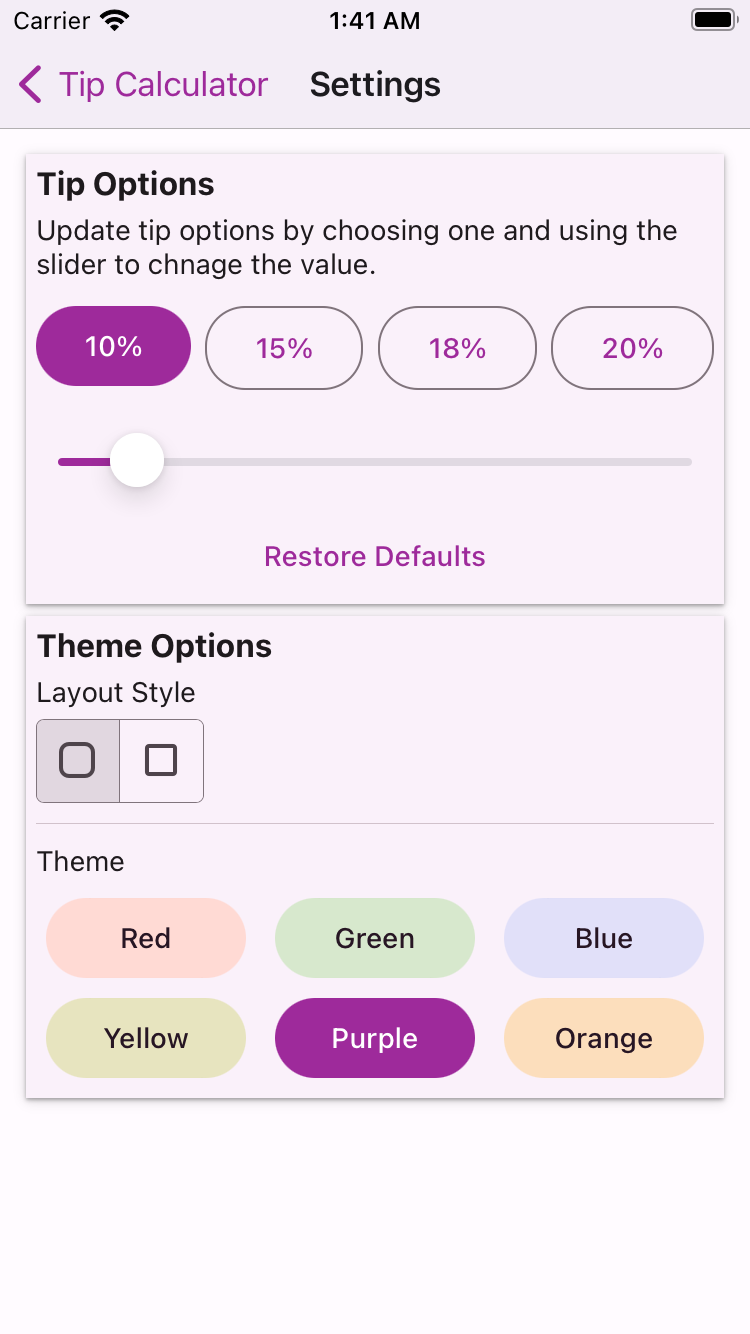 Carrier 1:41 AM
Tip Calculator Settings
Tip Options
Update tip options by choosing one and using the
slider to chnage the value.
10% 15% 18% 20%
Restore Defaults
Theme Options
Layout Style
Theme
Red Green Blue
Yellow Purple Orange